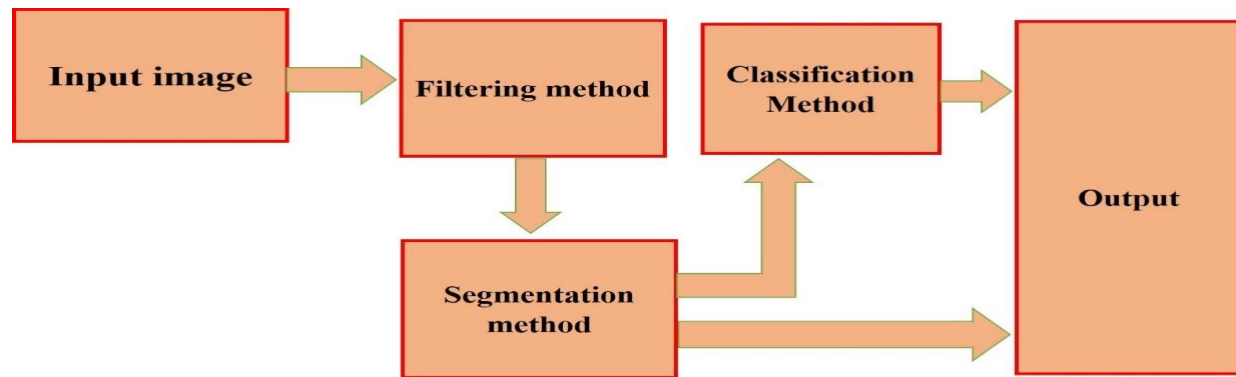 Input image
Filtering method
Segmentation
method
Classification
Method
Output